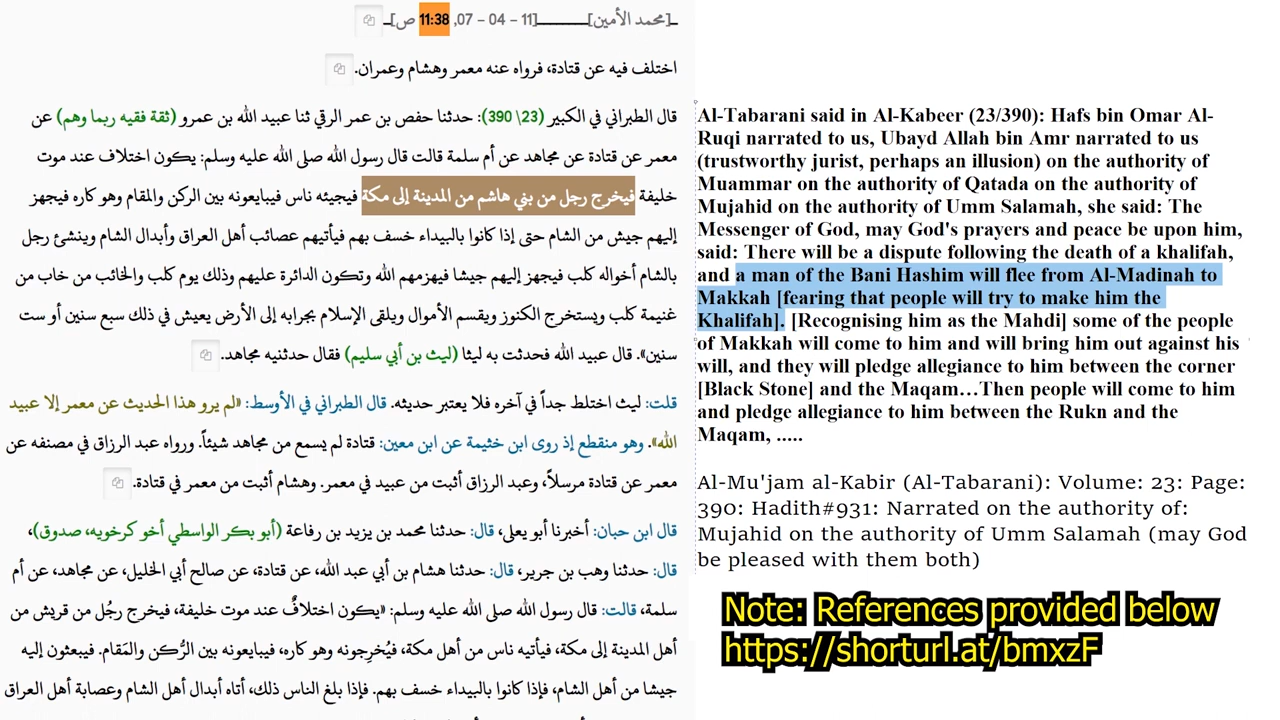 ـ[محمد الأمين]ــــــــ[11 - 04 - 07, 11:38 ص]ـ
اختلف فيه عن قتادة، فرواه عنه معمر وهشام وعمران.
قال الطبراني في الكبير (23\ 390): حدثنا حفص بن عمر الرقي ثنا عبيد الله بن عمرو (ثقة فقيه ربما وهم) عن
معمر عن قتادة عن مجاهد عن أم سلمة قالت قال رسول الله صلى الله عليه وسلم: يكون اختلاف عند موت
خليفة فيخرج رجل من بني هاشم من المدينة إلى مكة فيجيئه ناس فيبايعونه بين الركن والمقام وهو كاره فيجهز
إليهم جيش من الشام حتى إذا كانوا بالبيداء خسف بهم فيأتيهم عصائب أهل العراق وأبدال الشام وينشئ رجل
بالشام أخواله كلب فيجهز إليهم جيشا فيهزمهم الله وتكون الدائرة عليهم وذلك يوم كلب والخائب من خاب من
غنيمة كلب ويستخرج الكنوز ويقسم الأموال ويلقى الإسلام بجرابه إلى الأرض يعيش في ذلك سبع سنين أو ست
سنين». قال عبيد الله فحدثت به ليثا (ليث بن أبي سليم) فقال حدثنيه مجاهد.
قلت: ليث اختلط جداً في آخره فلا يعتبر حديثه. قال الطبراني في الأوسط: «لم يرو هذا الحديث عن معمر إلا عبيد
الله». وهو منقطع إذ روى ابن خثيمة عن ابن معين: قتادة لم يسمع من مجاهد شيئاً. ورواه عبد الرزاق في مصنفه عن
معمر عن قتادة مرسلاً، وعبد الرزاق أثبت من عبيد في معمر. وهشام أثبت من معمر في قتادة.
قال ابن حبان: أخبرنا أبو يعلى، قال: حدثنا محمد بن يزيد بن رفاعة (أبو بكر الواسطي أخو كرخويه، صدوق)،
قال: حدثنا وهب بن جرير، قال: حدثنا هشام بن أبي عبد الله، عن قتادة، عن صالح أبي الخليل، عن مجاهد، عن أم
سلمة، قالت: قال رسول الله صلى الله عليه وسلم: «يكون اختلافٌ عند موت خليفة، فيخرج رجُل من قريش من
أهل المدينة إلى مكة، فيأتيه ناس من أهل مكة، فيُخرِجونه وهو كاره، فيبايعونه بين الرُّكن والمَقام. فيبعثون إليه
جيشا من أهل الشام، فإذا كانوا بالبيداء خسف بهم. فإذا بلغ الناس ذلك، أتاه أبدال أهل الشام وعصابة أهل العراق
Al-Tabarani said in Al-Kabeer (23/390): Hafs bin Omar Al-
Ruqi narrated to us, Ubayd Allah bin Amr narrated to us
(trustworthy jurist, perhaps an illusion) on the authority of
Muammar on the authority of Qatada on the authority of
Mujahid on the authority of Umm Salamah, she said: The
Messenger of God, may God's prayers and peace be upon him,
said: There will be a dispute following the death of a khalifah,
and a man of the Bani Hashim will flee from Al-Madinah to
Makkah [fearing that people will try to make him the
Khalifah]. [Recognising him as the Mahdi] some of the people
of Makkah will come to him and will bring him out against his
will, and they will pledge allegiance to him between the corner
[Black Stone] and the Maqam…Then people will come to him
and pledge allegiance to him between the Rukn and the
Maqam, .....
Al-Mu'jam al-Kabir (Al-Tabarani): Volume: 23: Page:
390: Hadith#931: Narrated on the authority of:
Mujahid on the authority of Umm Salamah (may God
be pleased with them both)
Note: References provided below
https://shorturl.at/bmxzF